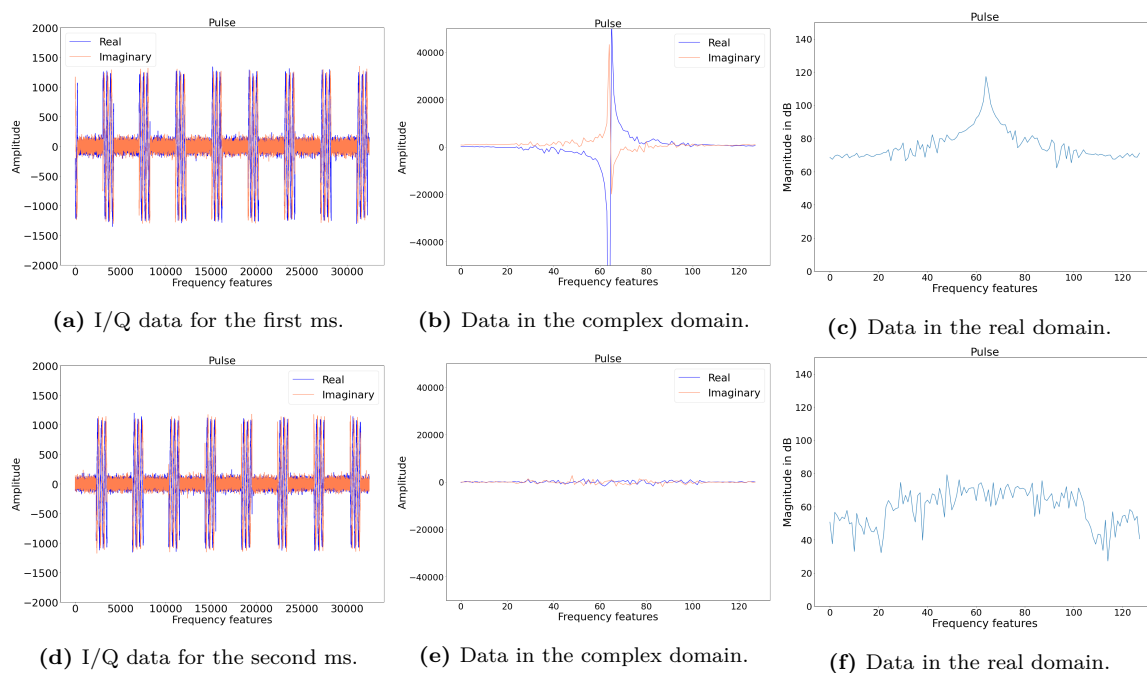 Pulse
2000
1500
1000
500
0
−500
−1000
−1500
−2000
Amplitude
Real
Imaginary
0 5000 10000 15000 20000 25000 30000
Frequency features
(a) I/Q data for the first ms.
Pulse
40000
20000
0
−20000
−40000
Amplitude
Real
Imaginary
0 20 40 60 80 100 120
Frequency features
(b) Data in the complex domain.
Pulse
140
120
100
80
60
40
20
0
Magnitude in dB
0 20 40 60 80 100 120
Frequency features
(c) Data in the real domain.
Pulse
2000
1500
1000
500
0
−500
−1000
−1500
−2000
Amplitude
Real
Imaginary
0 5000 10000 15000 20000 25000 30000
Frequency features
(d) I/Q data for the second ms.
Pulse
40000
20000
0
−20000
−40000
Amplitude
Real
Imaginary
0 20 40 60 80 100 120
Frequency features
(e) Data in the complex domain.
Pulse
140
120
100
80
60
40
20
0
Magnitude in dB
0 20 40 60 80 100 120
Frequency features
(f) Data in the real domain.